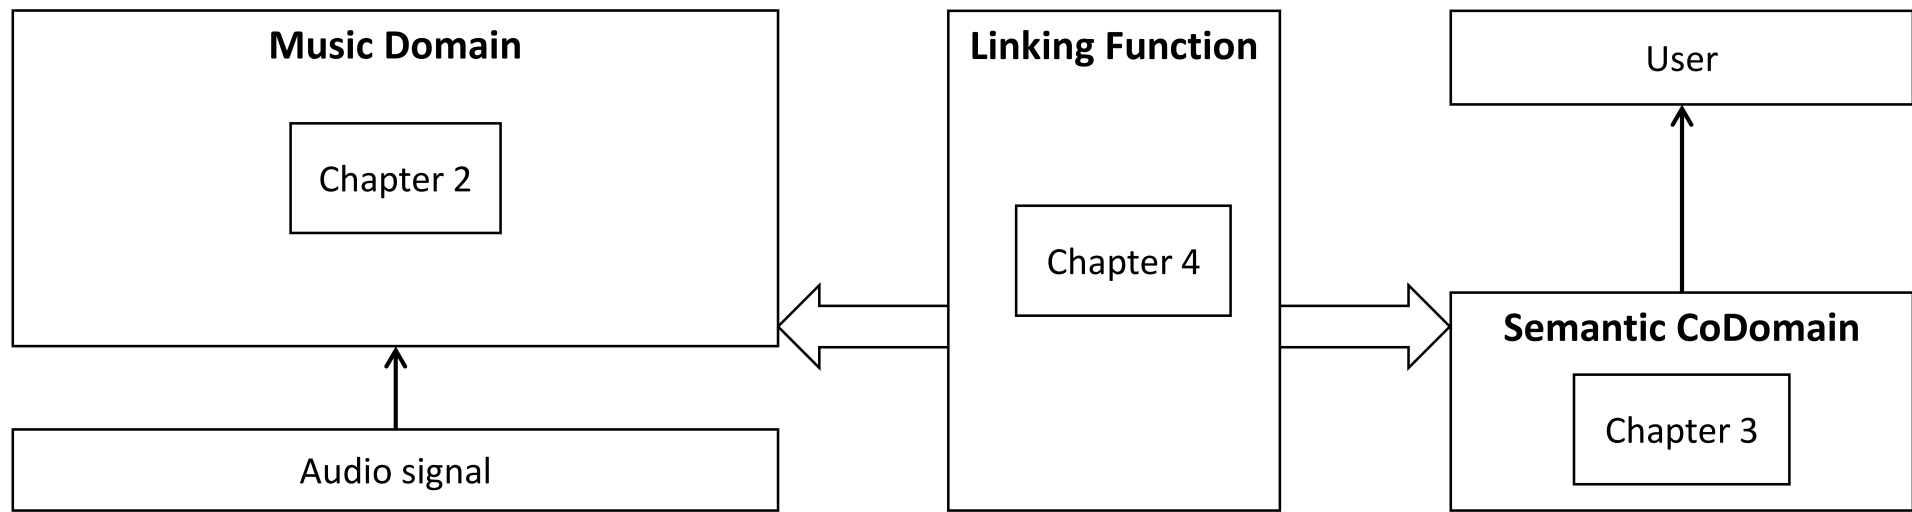 Music Domain
Chapter 2
Audio signal
Linking Function
Chapter 4
User
Semantic CoDomain
Chapter 3